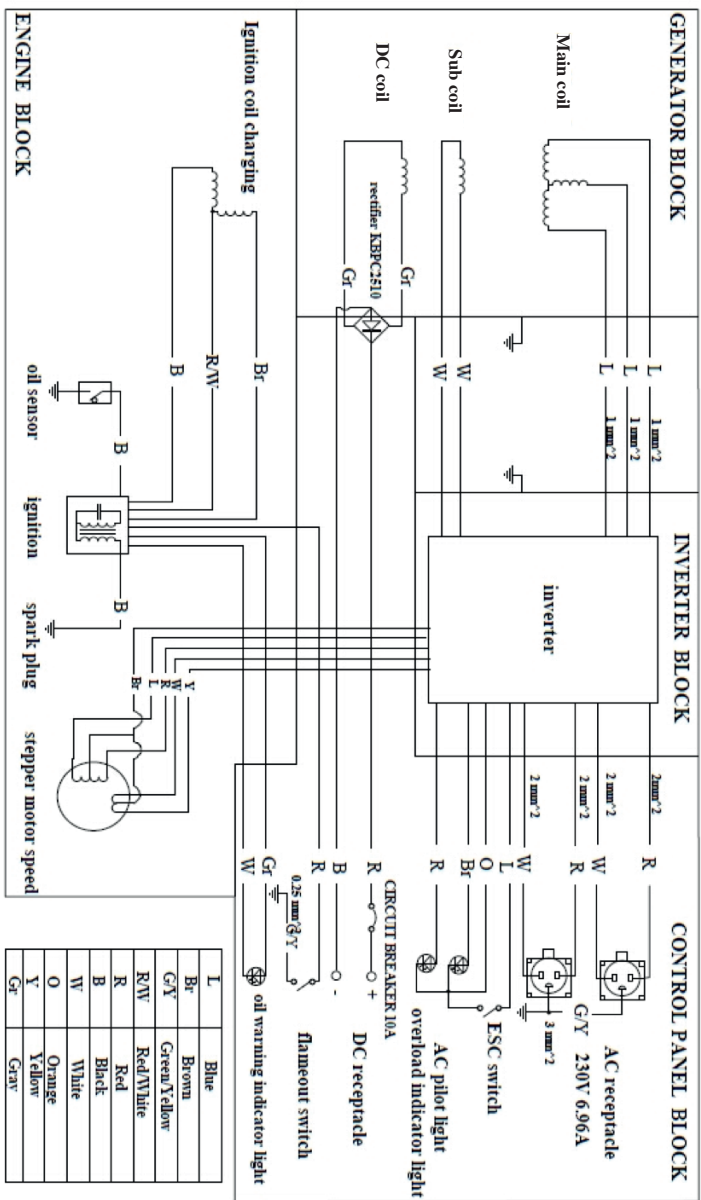 GENERATOR BLOCK
INVERTER BLOCK
CONTROL PANEL BLOCK
Main coil
Sub coil
DC coil
rectifier KBPC2510
Gr
Gr
L
L
L
1 mm^2
1 mm^2
1 mm^2
W
W
inverter
2mm^2
2 mm^2
2 mm^2
2 mm^2
R
W
R
W
L
O
Br
R
AC receptacle
G/Y 230V 6.96A
3 mm^2
ESC switch
AC pilot light
overload indicator light
CIRCUIT BREAKER 10A
R
+
B
-
DC receptacle
R
flameout switch
0.25 mm^2
G/Y
Gr
W
oil warning indicator light
ENGINE BLOCK
Ignition coil charging
Br
R/W
B
oil sensor
B
ignition
B
spark plug
Y
W
R
L
Br
stepper motor speed
L Blue
Br Brown
G/Y Green/Yellow
R/W Red/White
R Red
B Black
W White
O Orange
Y Yellow
Gr Gray